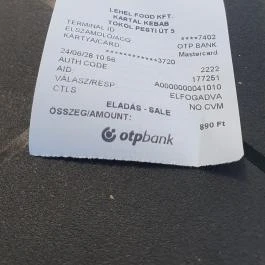 LEHEL FOOD KFT.
KARTAL KEBAB
TÖKÖL PESTI ÚT 5
TERMINAL ID: ****7402
ELSZÁMOLÓ/ACQ. OTP BANK
KÁRTYA/CARD: Mastercard.
************3720
24/06/28 10:56 2222
AUTH CODE 177251
AID A0000000041010
VÁLASZ/RESP. ELFOGADVA
CTLS NO CVM
ELADÁS - SALE
ÖSSZEG/AMOUNT: 890 Ft
otpbank